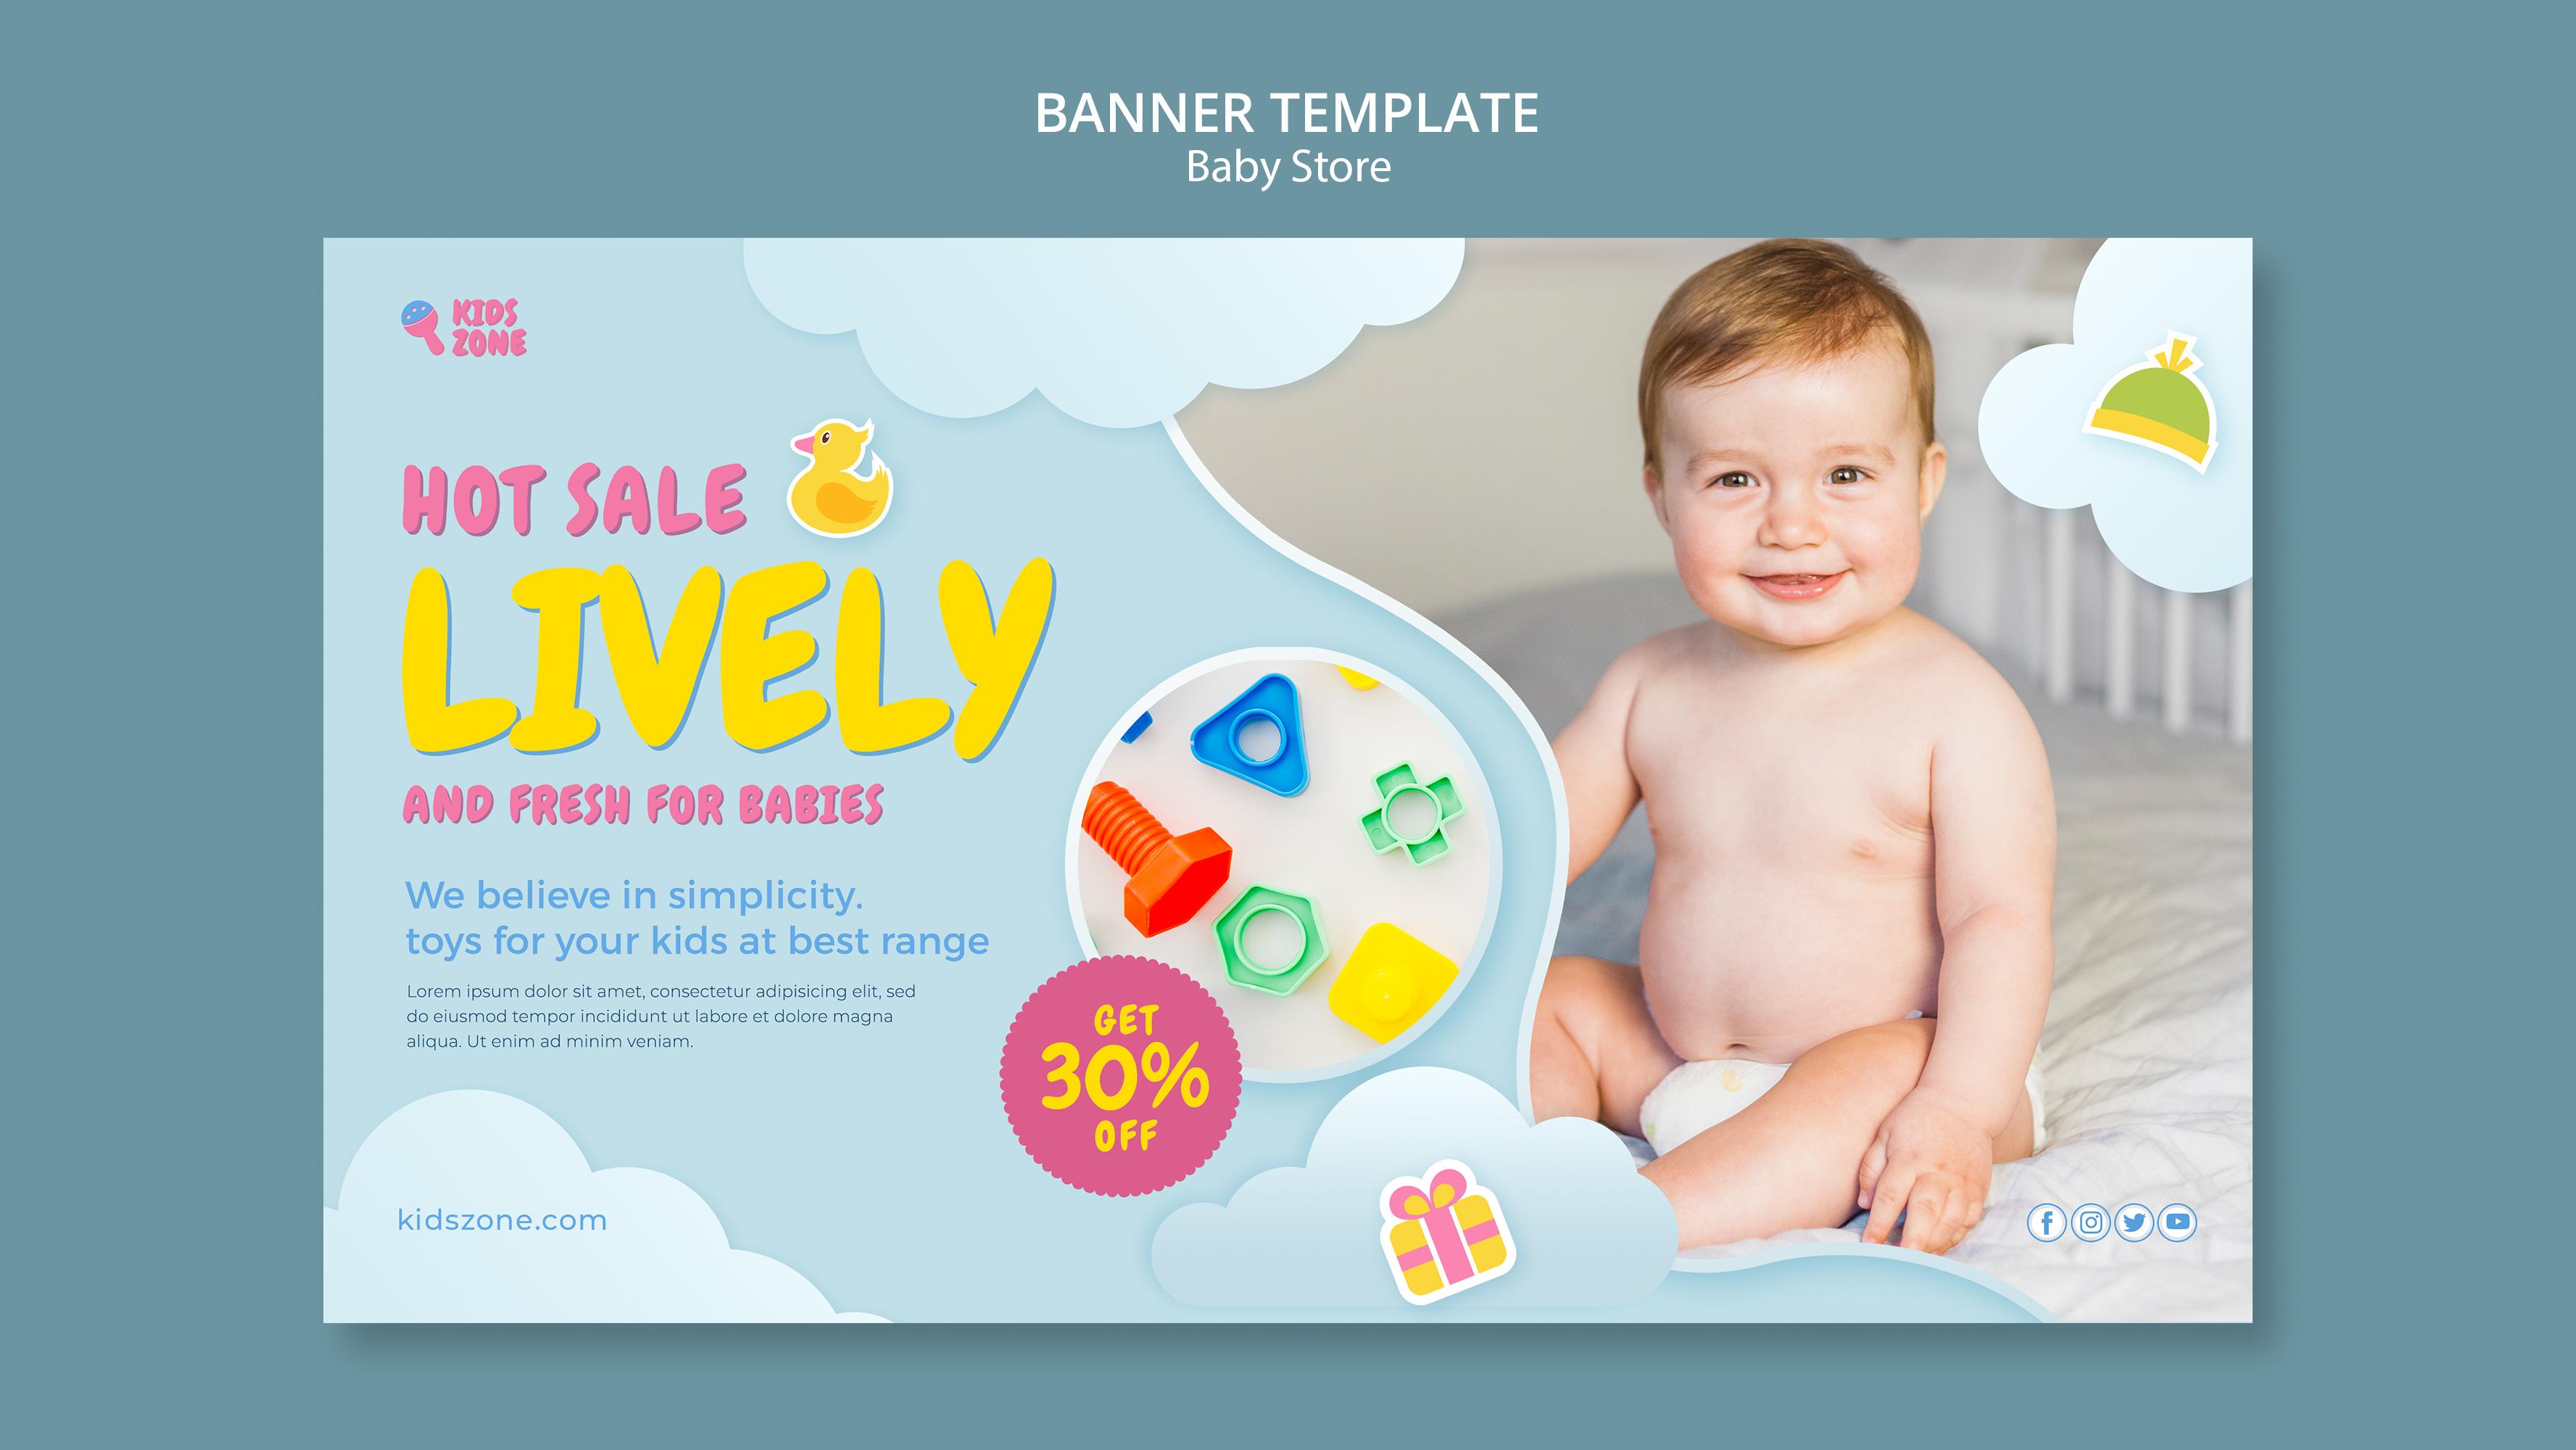 BANNER TEMPLATE
Baby Store
KIDS
ZONE
HOT SALE
LIVELY
AND FRESH FOR BABIES
We believe in simplicity.
toys for your kids at best range
Lorem ipsum dolor sit amet, consectetur adipisicing elit, sed
do eiusmod tempor incididunt ut labore et dolore magna
aliqua. Ut enim ad minim veniam.
GET
30%
OFF
kidszone.com